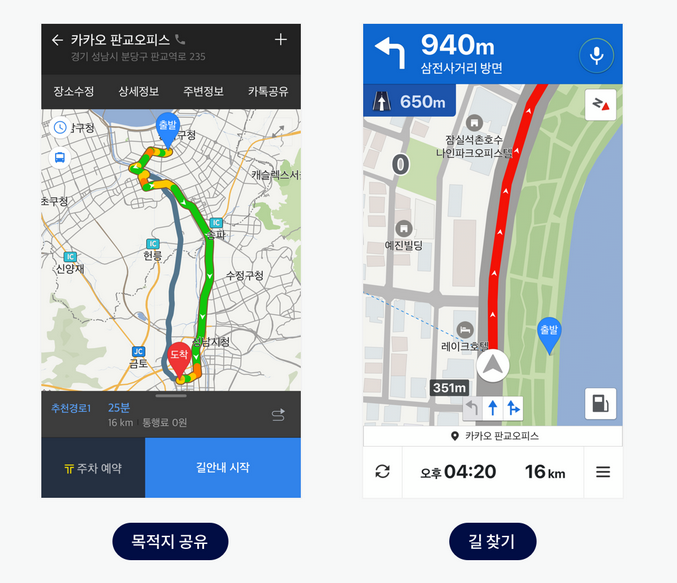 카카오 판교오피스
경기 성남시 분당구 판교역로 235
장소수정 상세정보 주변정보 카톡공유
출발
구청
캐슬렉스서
초구청
IC
송파
IC
헌릉
IC
신양재
수정구청
성남시청
JC
금토
도착
추천경로1 25분
16 km 통행료 0원
주차 예약
길안내 시작
목적지 공유
940m
삼전사거리 방면
650m
N
잠실석촌호수
나인파크오피스텔
0
예진빌딩
출발
레이크호텔
351m
카카오 판교오피스
오후 04:20 16 km
길 찾기